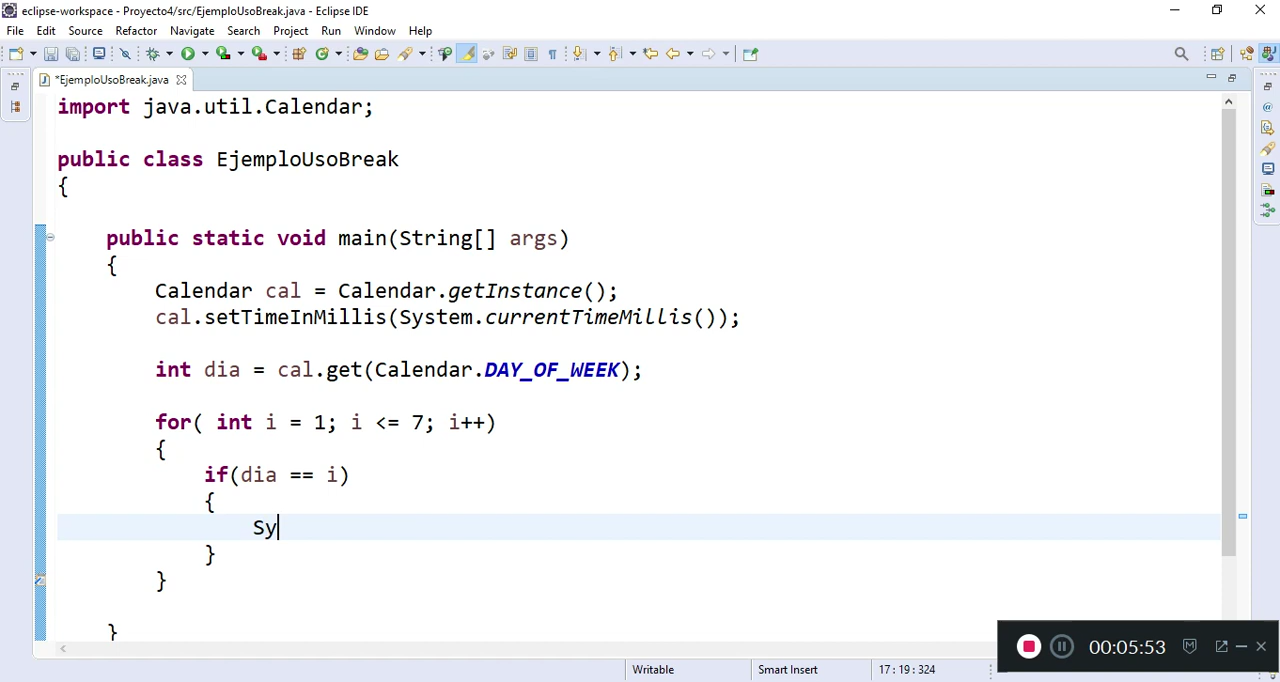 eclipse-workspace - Proyecto4/src/EjemploUsoBreak.java - Eclipse IDE
File Edit Source Refactor Navigate Search Project Run Window Help
*EjemploUsoBreak.java
import java.util.Calendar;
public class EjemploUsoBreak
{
public static void main(String[] args)
{
Calendar cal = Calendar.getInstance();
cal.setTimeInMillis(System.currentTimeMillis());
int dia = cal.get(Calendar.DAY_OF_WEEK);
for( int i = 1; i <= 7; i++)
{
if(dia == i)
{
Sy
}
}
}
00:05:53
Writable Smart Insert 17 : 19 : 324